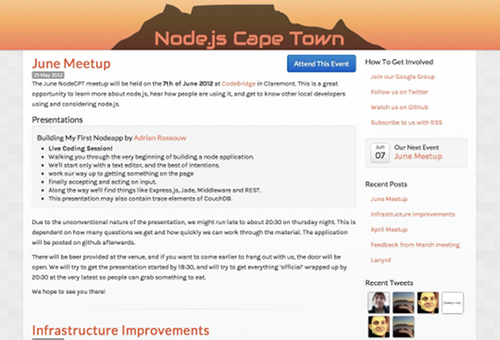 Node.js Cape Town
June Meetup
25 May 2012
Attend This Event
The June NodeCPT meetup will be held on the 7th of June 2012 at CodeBridge in Claremont. This is a great
opportunity to learn more about node.js, hear how people are using it, and get to know other local developers
using and considering node.js.
Presentations
Building My First Nodeapp by Adrian Rossouw
Live Coding Session!
Walking you through the very beginning of building a node application.
We'll start only with a text editor, and the best of intentions.
work our way up to getting something on the page
finally accepting and acting on input.
Along the way we'll find things like Express.js, Jade, Middleware and REST.
This presentation may also contain trace elements of CouchDB.
Due to the unconventional nature of the presentation, we might run late to about 20:30 on thursday night. This is
dependent on how many questions we get and how quickly we can work through the material. The application
will be posted on github afterwards.
There will be beer provided at the venue, and if you want to come earlier to hang out with us, the door will be
open. We will try to get the presentation started by 18:30, and will try to get everything 'official' wrapped up by
20:30 at the very latest so people can grab something to eat.
We hope to see you there!
Infrastructure Improvements
How To Get Involved
Join our Google Group
Follow us on Twitter
Watch us on GitHub
Subscribe to us with RSS
Jun
07
Our Next Event
June Meetup
Recent Posts
June Meetup
Infrastructure Improvements
April Meetup
Feedback from March meeting
Lanyrd
Recent Tweets